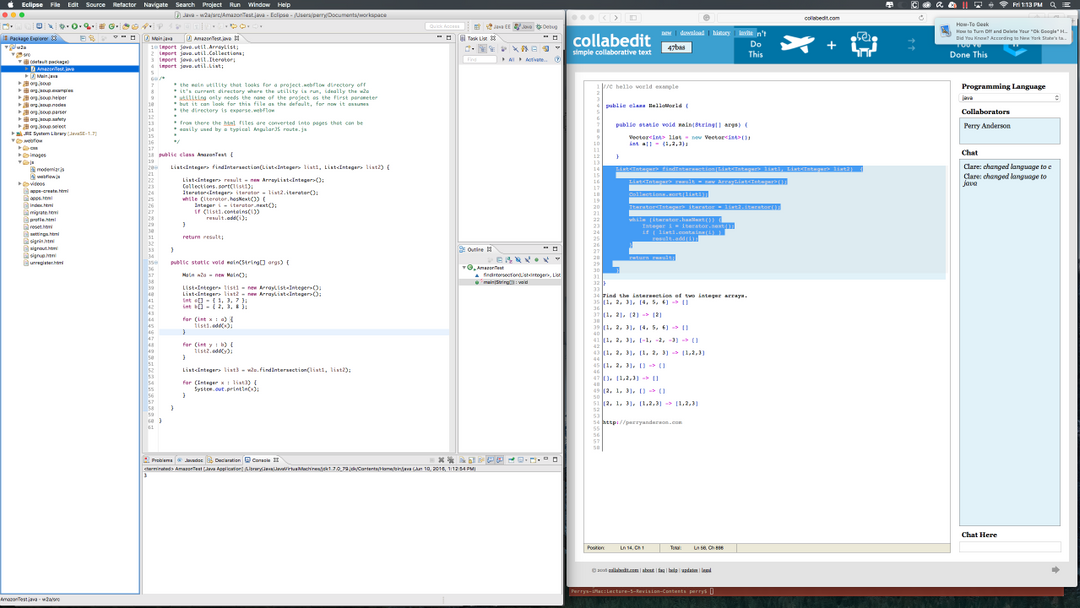 Eclipse File Edit Source Refactor Navigate Search Project Run Window Help
Fri 1:13 PM
Java - w2a/src/AmazonTest.java - Eclipse - /Users/perry/Documents/workspace
Quick Access
Java EE
Java
Debug
Package Explorer
w2a
src
(default package)
AmazonTest.java
Main.java
org.jsoup
org.jsoup.examples
org.jsoup.helper
org.jsoup.nodes
org.jsoup.parser
org.jsoup.safety
org.jsoup.select
JRE System Library [JavaSE-1.7]
webflow
css
images
js
modernizr.js
webflow.js
videos
apps-create.html
apps.html
index.html
migrate.html
profile.html
reset.html
settings.html
signin.html
signout.html
signup.html
unregister.html
Main.java
AmazonTest.java
import java.util.ArrayList;
import java.util.Collections;
import java.util.Iterator;
import java.util.List;
/*
* the main utility that looks for a project.webflow directory off
* it's current directory where the utility is run, ideally the w2a
* utiliting only needs the name of the project as the first parameter
* but it can look for this file as the default, for now it assumes
* the directory is exporse.webflow
*
* from there the html files are converted into pages that can be
* easily used by a typical AngularJS route.js
*
*/
public class AmazonTest {
List<Integer> findIntersection(List<Integer> list1, List<Integer> list2) {
List<Integer> result = new ArrayList<Integer>();
Collections.sort(list1);
Iterator<Integer> iterator = list2.iterator();
while (iterator.hasNext()) {
Integer i = iterator.next();
if (list1.contains(i))
result.add(i);
}
return result;
}
public static void main(String[] args) {
Main w2a = new Main();
List<Integer> list1 = new ArrayList<Integer>();
List<Integer> list2 = new ArrayList<Integer>();
int a[] = { 1, 3, 7 };
int b[] = { 2, 3, 8 };
for (int x : a) {
list1.add(x);
}
for (int y : b) {
list2.add(y);
}
List<Integer> list3 = w2a.findIntersection(list1, list2);
for (Integer x : list3) {
System.out.println(x);
}
}
}
Task List
Find
All
Activate...
Outline
AmazonTest
findIntersection(List<Integer>, List
main(String[]) : void
Problems
Javadoc
Declaration
Console
<terminated> AmazonTest [Java Application] /Library/Java/JavaVirtualMachines/jdk1.7.0_79.jdk/Contents/Home/bin/java (Jun 10, 2016, 1:12:54 PM)
3
AmazonTest.java - w2a/src
collabedit.com
collabedit
simple collaborative text
new | download | history
invite
47bas
n't
Do
This
You've
Done This
How-To Geek
How to Turn Off and Delete Your "Ok Google" H...
Did You Know? According to New York State's ta...
//C hello world example
public class HelloWorld {
public static void main(String[] args) {
Vector<int> list = new Vector<int>();
int a[] = {1,2,3};
}
List<Integer> findIntersection(List<Integer> list1, List<Integer> list2) {
List<Integer> result = new ArrayList<Integer>();
Collections.sort(list1);
Iterator<Integer> iterator = list2.iterator();
while (iterator.hasNext()) {
Integer i = iterator.next();
if ( list1.contains(i) )
result.add(i);
}
return result;
}
}
Find the intersection of two integer arrays.
[1, 2, 3], [4, 5, 6] -> []
[1, 2], [2] -> [2]
[1, 2, 3], [4, 5, 6] -> []
[1, 2, 3], [-1, -2, -3] -> []
[1, 2, 3], [1, 2, 3] -> [1,2,3]
[1, 2, 3], [] -> []
[], [1,2,3] -> []
[2, 1, 3], [] -> []
[2, 1, 3], [1,2,3] -> [1,2,3]
http://perryanderson.com
Position: Ln 14, Ch 1 Total: Ln 58, Ch 898
Programming Language
java
Collaborators
Perry Anderson
Chat
Clare: changed language to c
Clare: changed language to
java
Chat Here
© 2016 collabedit.com | about | faq | help | updates | legal
Perrys-iMac:Lecture-5-Revision-Contents perry$